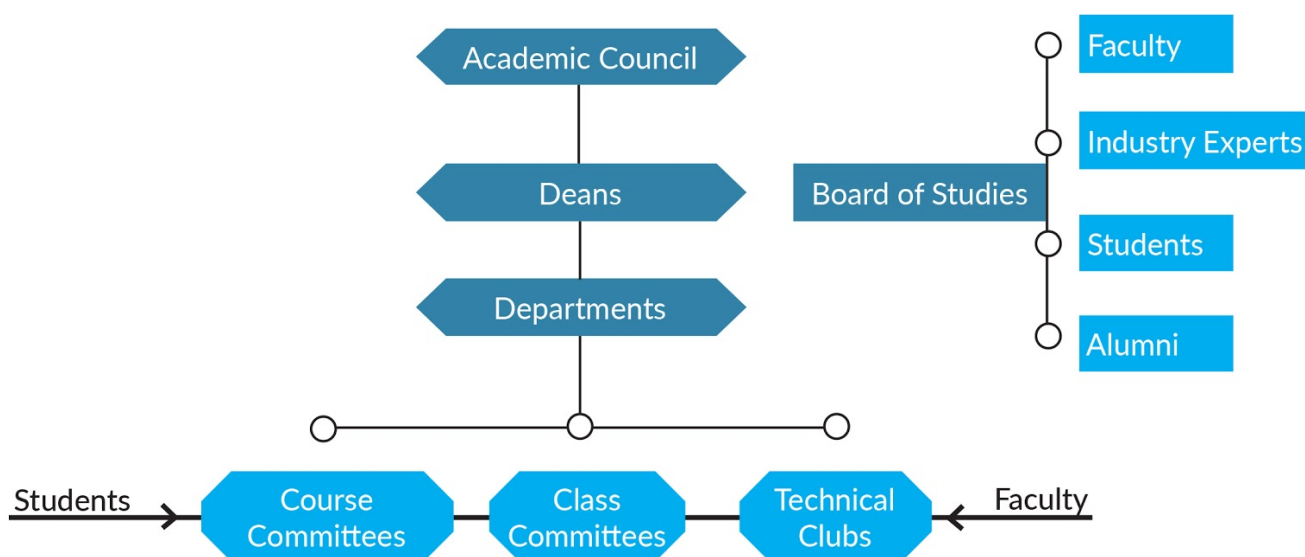 Academic Council
Deans
Departments
Board of Studies
Faculty
Industry Experts
Students
Alumni
Students
Course
Committees
Class
Committees
Technical
Clubs
Faculty